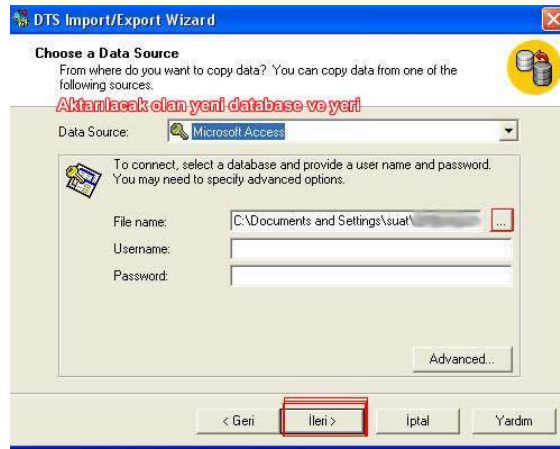 DTS Import/Export Wizard
Choose a Data Source
From where do you want to copy data? You can copy data from one of the
following sources.
Aktarılacak olan yeni database ve yeri
Data Source: Microsoft Access
To connect, select a database and provide a user name and password.
You may need to specify advanced options.
File name: C:\Documents and Settings\suat\ ...
Username:
Password:
Advanced...
< Geri İleri > İptal Yardım